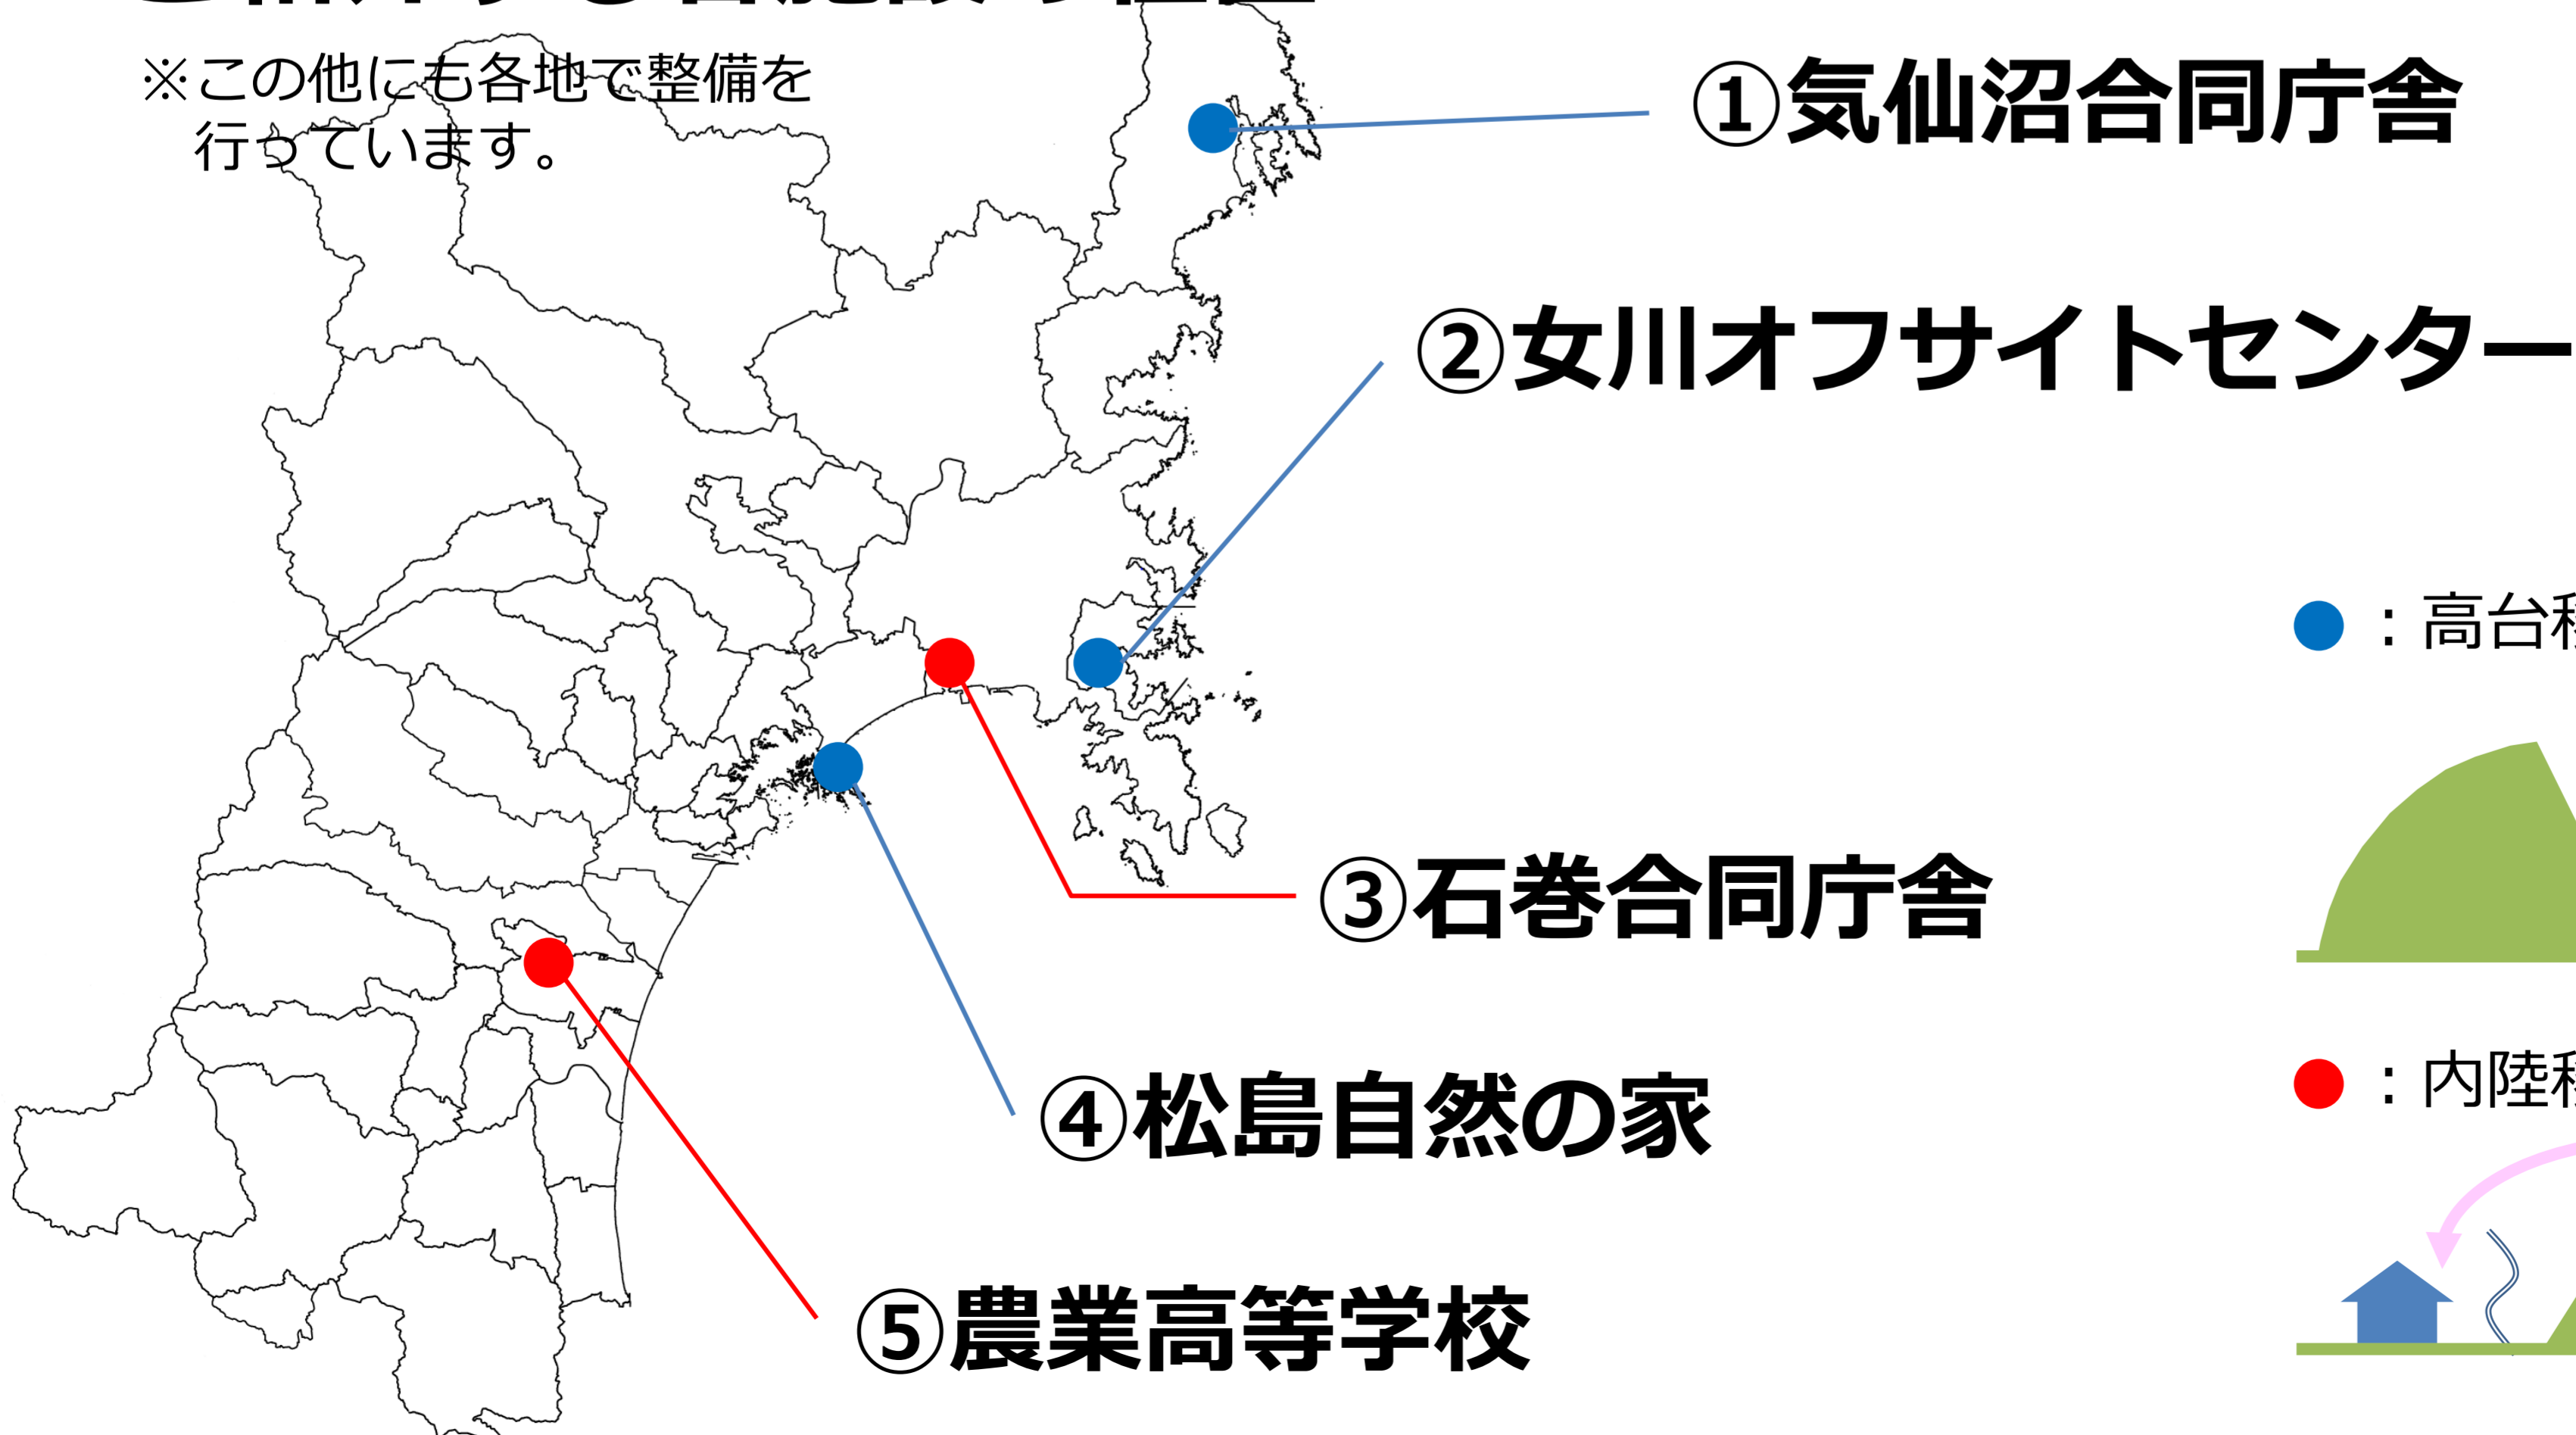 ※この他にも各地で整備を
行っています。
①気仙沼合同庁舎
②女川オフサイトセンター
③石巻合同庁舎
④松島自然の家
⑤農業高等学校
：高台
：内陸